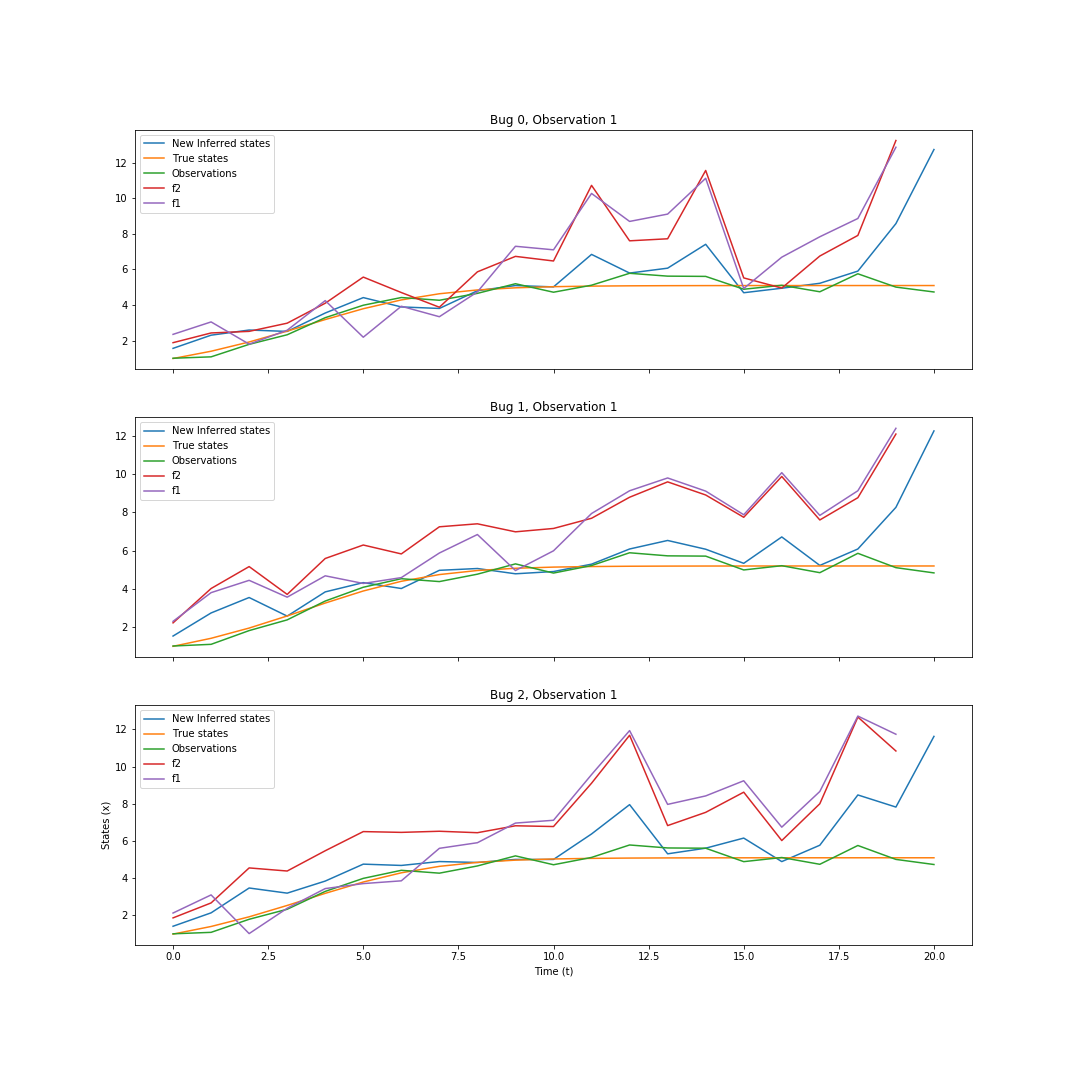 Bug 0, Observation 1
New Inferred states
True states
Observations
f2
f1
12
10
8
6
4
2
Bug 1, Observation 1
New Inferred states
True states
Observations
f2
f1
12
10
8
6
4
2
Bug 2, Observation 1
New Inferred states
True states
Observations
f2
f1
12
10
8
6
4
2
States (x)
0.0 2.5 5.0 7.5 10.0 12.5 15.0 17.5 20.0
Time (t)